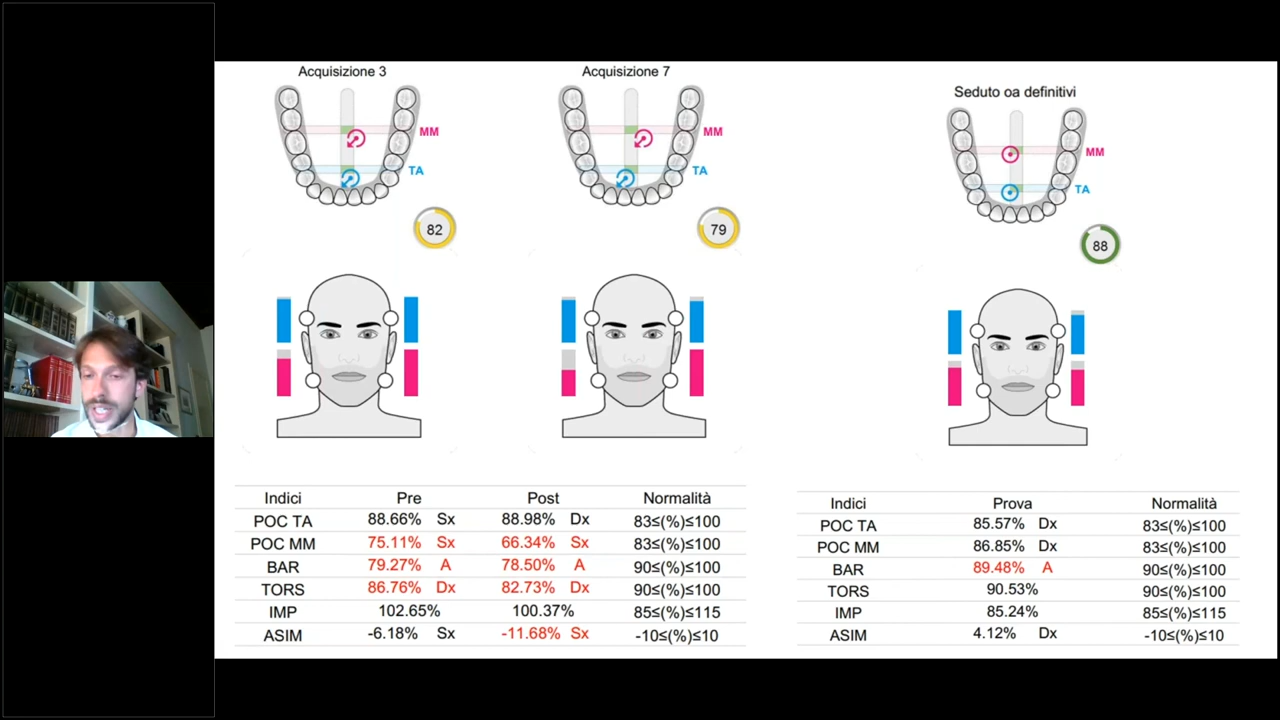 Acquisizione 3
MM
TA
82
Acquisizione 7
MM
TA
79
Seduto oa definitivi
MM
TA
88
Indici Pre Post Normalità
POC TA 88.66% Sx 88.98% Dx 83≤(%)≤100
POC MM 75.11% Sx 66.34% Sx 83≤(%)≤100
BAR 79.27% A 78.50% A 90≤(%)≤100
TORS 86.76% Dx 82.73% Dx 90≤(%)≤100
IMP 102.65% 100.37% 85≤(%)≤115
ASIM -6.18% Sx -11.68% Sx -10≤(%)≤10
Indici Prova Normalità
POC TA 85.57% Dx 83≤(%)≤100
POC MM 86.85% Dx 83≤(%)≤100
BAR 89.48% A 90≤(%)≤100
TORS 90.53% 90≤(%)≤100
IMP 85.24% 85≤(%)≤115
ASIM 4.12% Dx -10≤(%)≤10